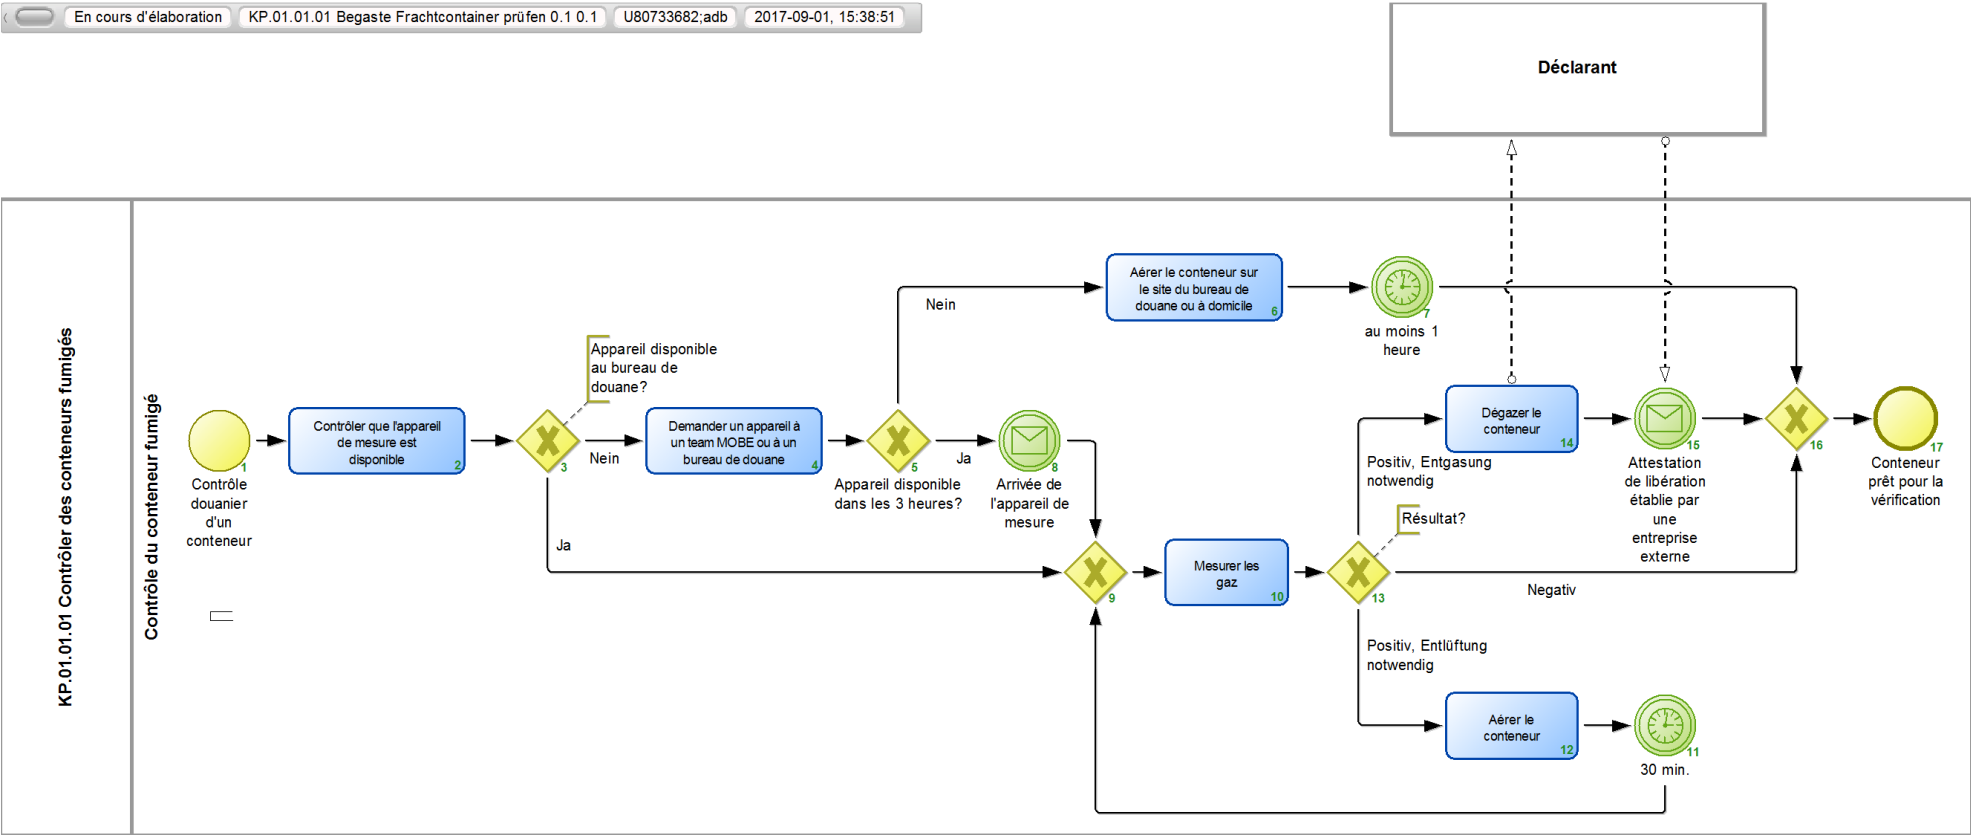 En cours d'élaboration
KP.01.01.01 Begaste Frachtcontainer prüfen 0.1 0.1
U80733682;adb
2017-09-01, 15:38:51
Déclarant
KP.01.01.01 Contrôler des conteneurs fumigés
Contrôle du conteneur fumigé
1
Contrôle
douanier
d'un
conteneur
Contrôler que l'appareil
de mesure est
disponible
2
Appareil disponible
au bureau de
douane?
3
Nein
Ja
Demander un appareil à
un team MOBE ou à un
bureau de douane
4
5
Appareil disponible
dans les 3 heures?
Nein
Ja
Aérer le conteneur sur
le site du bureau de
douane ou à domicile
6
7
au moins 1
heure
8
Arrivée de
l'appareil de
mesure
9
Mesurer les
gaz
10
Résultat?
13
Positiv, Entgasung
notwendig
Negativ
Positiv, Entlüftung
notwendig
Dégazer le
conteneur
14
15
Attestation
de libération
établie par
une
entreprise
externe
16
17
Conteneur
prêt pour la
vérification
Aérer le
conteneur
12
11
30 min.